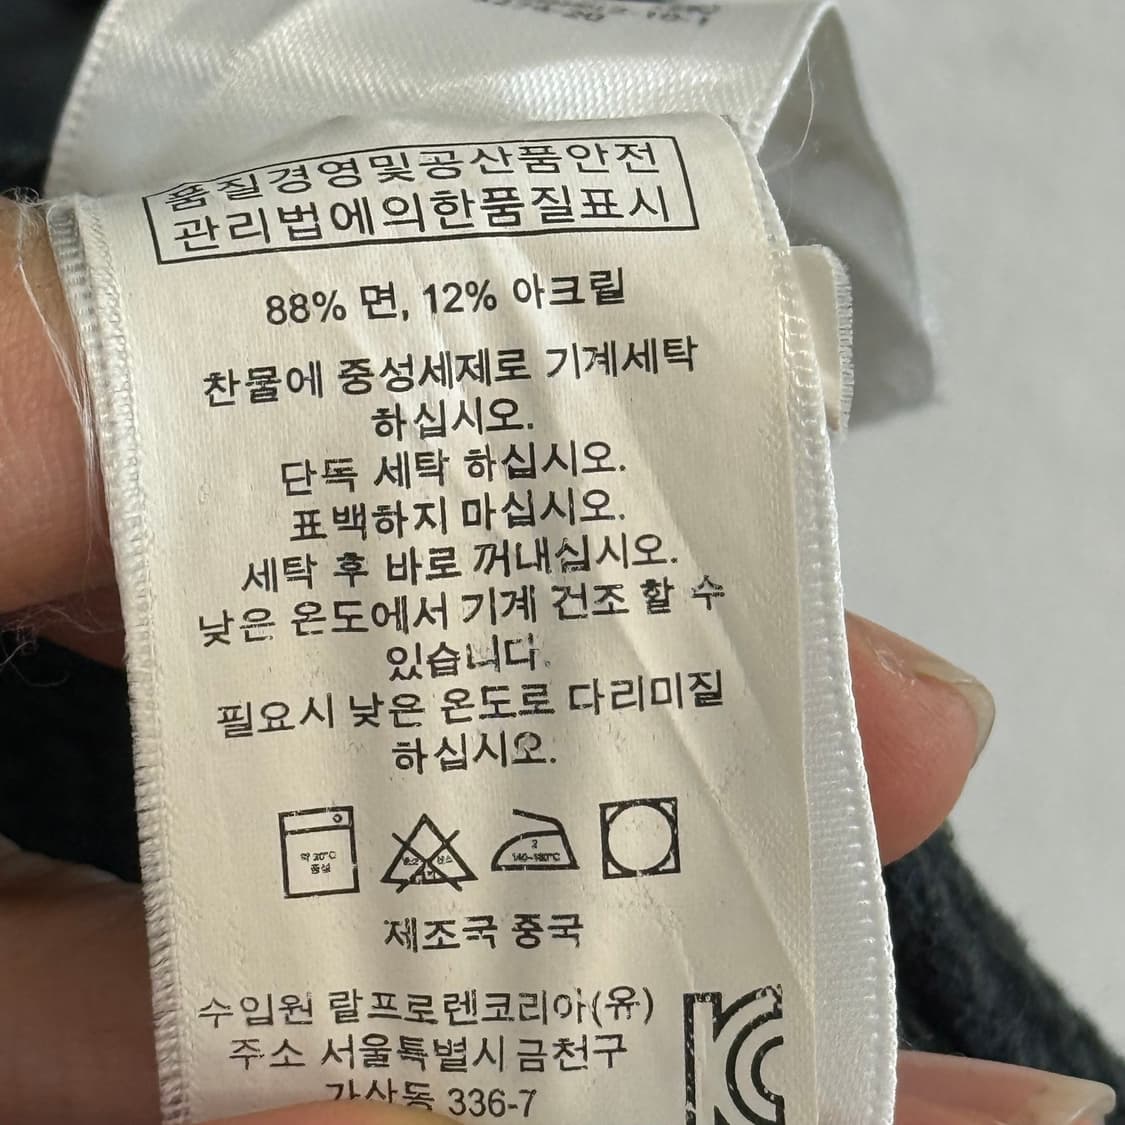 품질경영및공산품안전
관리법에의한품질표시
88% 면, 12% 아크릴
찬물에 중성세제로 기계세탁
하십시오.
단독 세탁 하십시오.
표백하지 마십시오.
세탁 후 바로 꺼내십시오.
낮은 온도에서 기계 건조 할 수
있습니다.
필요시 낮은 온도로 다리미질
하십시오.
약 30°C
중성
2
140~160°C
제조국 중국
수입원 랄프로렌코리아(유)
주소 서울특별시 금천구
가산동 336-7